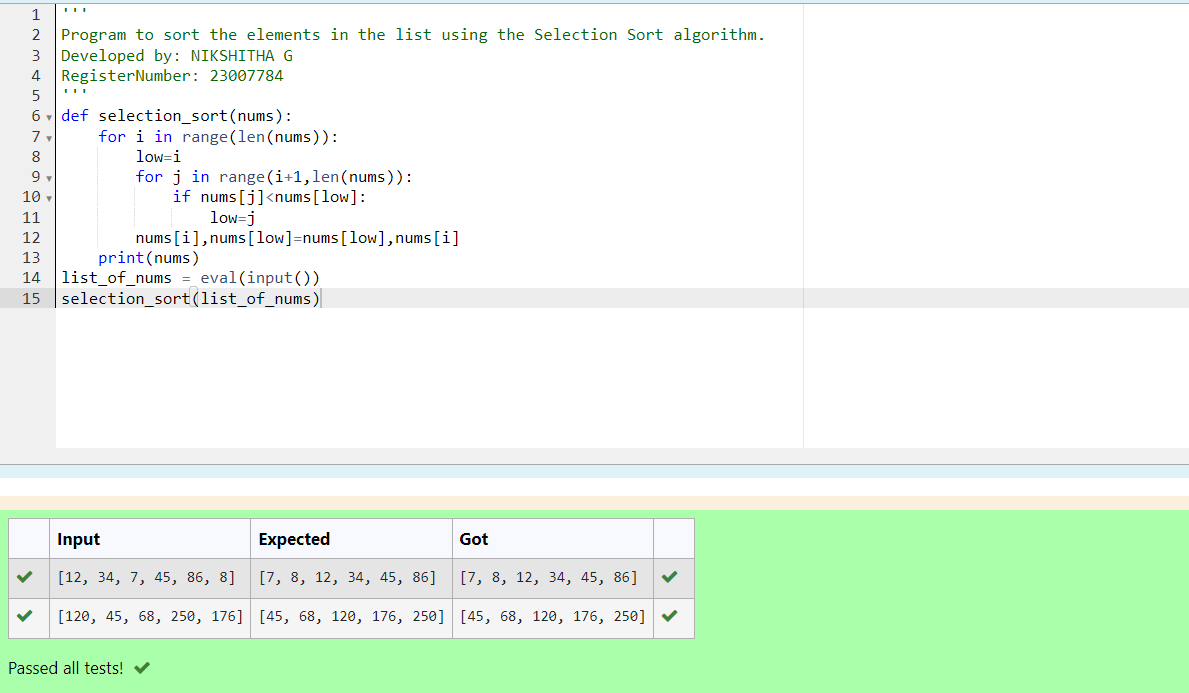 1 '''
2 Program to sort the elements in the list using the Selection Sort algorithm.
3 Developed by: NIKSHITHA G
4 RegisterNumber: 23007784
5 '''
6 def selection_sort(nums):
7     for i in range(len(nums)):
8         low=i
9         for j in range(i+1,len(nums)):
10             if nums[j]<nums[low]:
11                 low=j
12         nums[i],nums[low]=nums[low],nums[i]
13     print(nums)
14 list_of_nums = eval(input())
15 selection_sort(list_of_nums)
Input Expected Got
[12, 34, 7, 45, 86, 8] [7, 8, 12, 34, 45, 86] [7, 8, 12, 34, 45, 86]
[120, 45, 68, 250, 176] [45, 68, 120, 176, 250] [45, 68, 120, 176, 250]
Passed all tests!